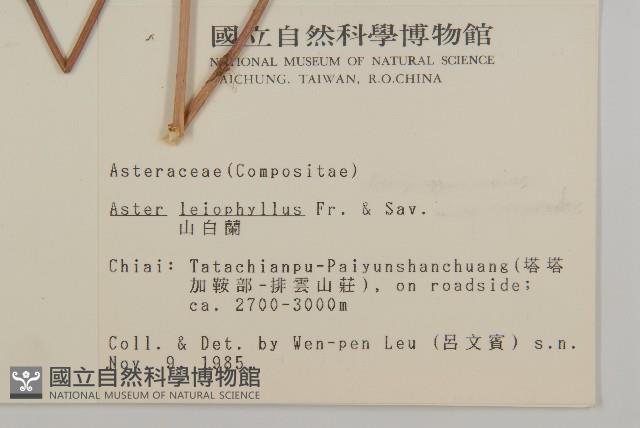 國立自然科學博物館
NATIONAL MUSEUM OF NATURAL SCIENCE
AICHUNG. TAIWAN, R.O.CHINA
Asteraceae(Compositae)
Aster leiophyllus Fr. & Sav.
山白蘭
Chiai: Tatachianpu-Paiyunshanchuang(塔塔
加鞍部-排雲山莊), on roadside;
ca. 2700-3000m
Coll. & Det. by Wen-pen Leu (呂文賓) s.n.
Nov. 9, 1985
國立自然科學博物館
NATIONAL MUSEUM OF NATURAL SCIENCE